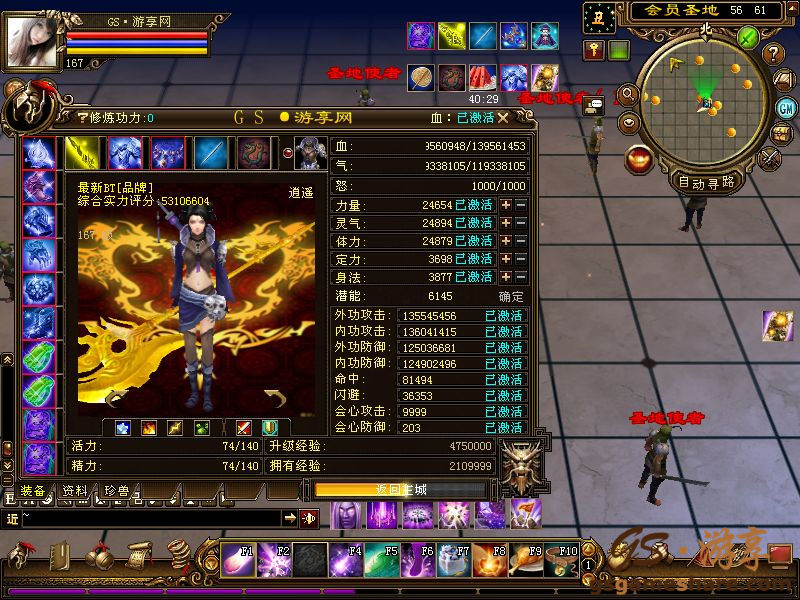 GS·游享网
167
会员圣地 56 61
丑
北
圣地使者
40:29
圣地使者
GM
自动寻路
修炼功力:0
GS 游享网
血: 已激活
最新BT[品牌]
综合实力评分:53106604
逍遥
血: 9560948/139561453
气: 9338105/119338105
怒: 1000/1000
力量: 24654 已激活
灵气: 24894 已激活
体力: 24879 已激活
定力: 3698 已激活
身法: 3877 已激活
潜能: 6145 确定
外功攻击: 135545456 已激活
内功攻击: 136041415 已激活
外功防御: 125036681 已激活
内功防御: 124902496 已激活
命中: 81494 已激活
闪避: 36353 已激活
会心攻击: 9999 已激活
会心防御: 203 已激活
活力: 74/140 升级经验: 4750000
精力: 74/140 拥有经验: 2109999
圣地使者
装备 资料 珍兽
返回主城
近
F1 F2 F4 F5 F6 F7 F8 F9 F10
1
GS·游享